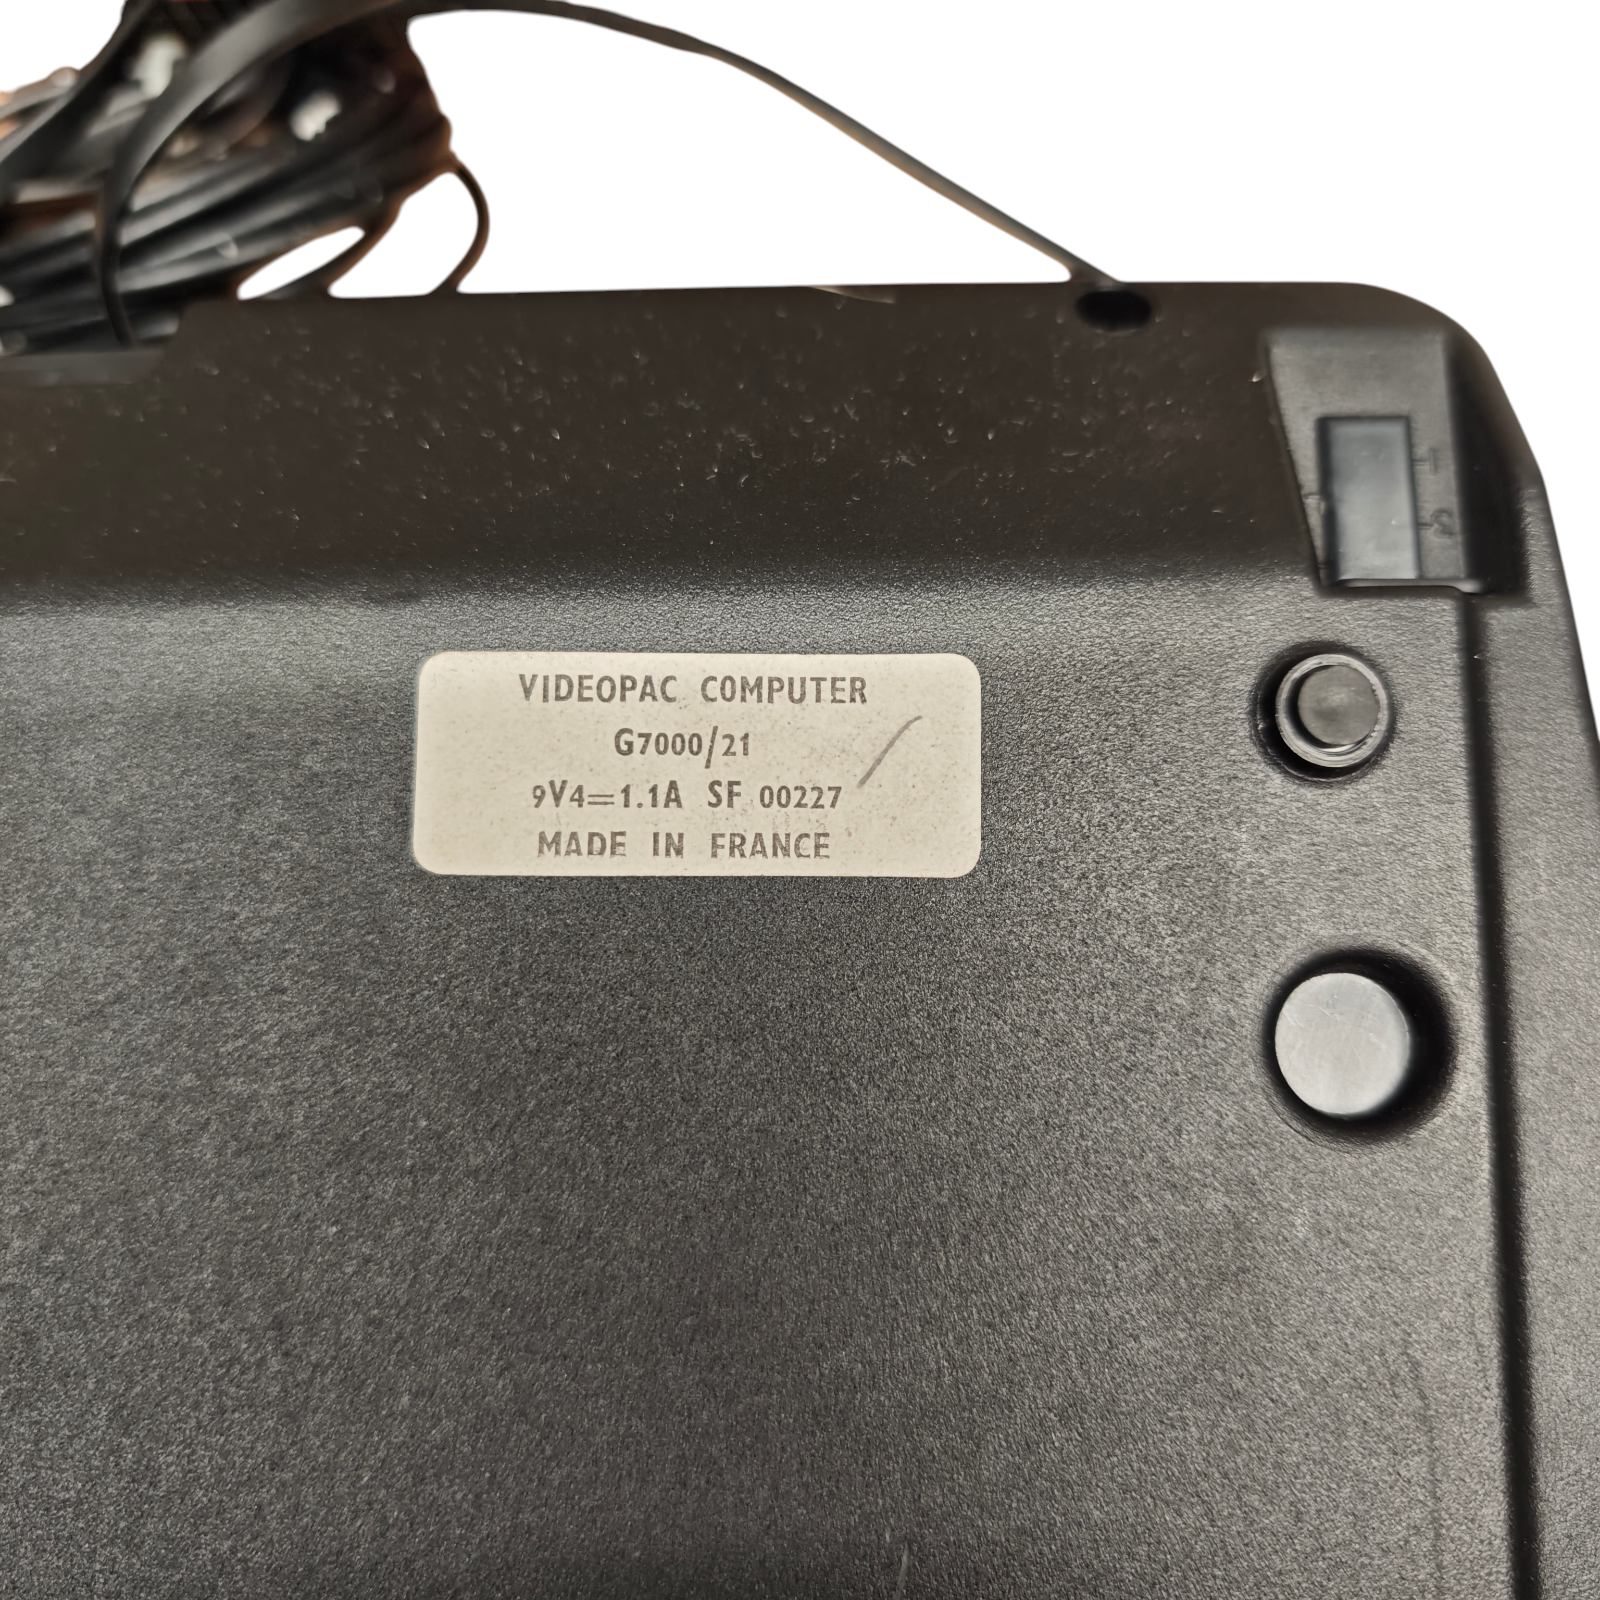 VIDEOPAC COMPUTER
G7000/21
9V4=1.1A SF 00227
MADE IN FRANCE